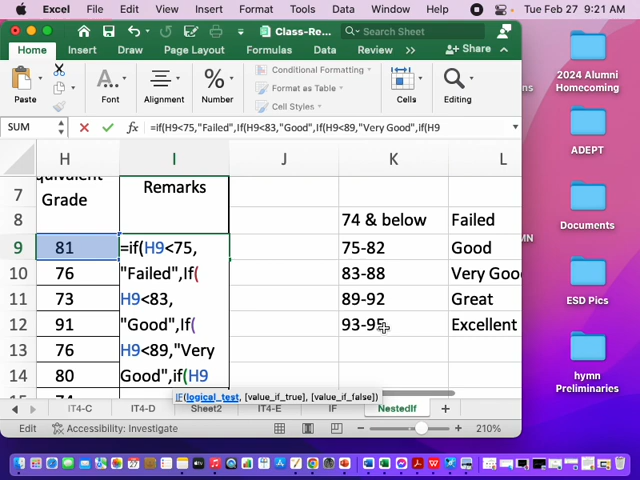 Excel File Edit View Insert Format Tools Data Window Help Tue Feb 27 9:21 AM
Class-Re... Search Sheet
Home Insert Draw Page Layout Formulas Data Review >> Share
Paste Font Alignment Number Conditional Formatting Format as Table Cell Styles Cells Editing
SUM fx =if(H9<75,"Failed",If(H9<83,"Good",If(H9<89,"Very Good",if(H9
H I J K L
7 Equivalent Grade Remarks
8 74 & below Failed
9 81 =if(H9<75, 75-82 Good
10 76 "Failed",If( 83-88 Very Good
11 73 H9<83, 89-92 Great
12 91 "Good",If( 93-95 Excellent
13 76 H9<89,"Very
14 80 Good",if(H9
IF(logical_test, [value_if_true], [value_if_false])
IT4-C IT4-D Sheet2 IT4-E IF NestedIf +
Edit Accessibility: Investigate 210%
2024 Alumni
Homecoming
ADEPT
Documents
ESD Pics
hymn
Preliminaries